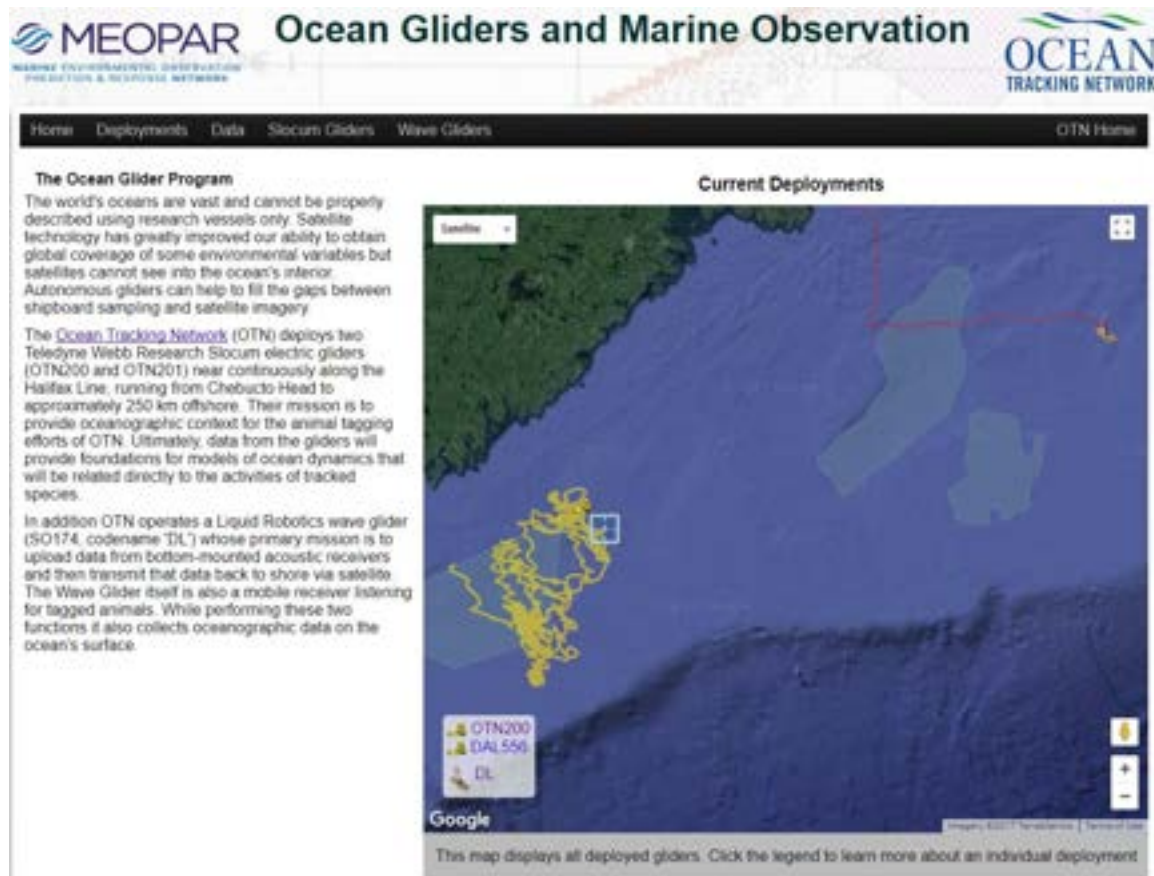 MEOPAR
MARINE ENVIRONMENTAL OBSERVATION
PREDICTION & RESPONSE NETWORK
Ocean Gliders and Marine Observation
OCEAN
TRACKING NETWORK
Home Deployments Data Slocum Gliders Wave Gliders OTN Home
The Ocean Glider Program
The world's oceans are vast and cannot be properly
described using research vessels only. Satellite
technology has greatly improved our ability to obtain
global coverage of some environmental variables but
satellites cannot see into the ocean's interior.
Autonomous gliders can help to fill the gaps between
shipboard sampling and satellite imagery.
The Ocean Tracking Network (OTN) deploys two
Teledyne Webb Research Slocum electric gliders
(OTN200 and OTN201) near continuously along the
Halifax Line, running from Chebucto Head to
approximately 250 km offshore. Their mission is to
provide oceanographic context for the animal tagging
efforts of OTN. Ultimately, data from the gliders will
provide foundations for models of ocean dynamics that
will be related directly to the activities of tracked
species.
In addition OTN operates a Liquid Robotics wave glider
(SO174, codename 'DL') whose primary mission is to
upload data from bottom-mounted acoustic receivers
and then transmit that data back to shore via satellite.
The Wave Glider itself is also a mobile receiver listening
for tagged animals. While performing these two
functions it also collects oceanographic data on the
ocean's surface.
Current Deployments
Satellite
OTN200
DAL556
DL
Google
Imagery ©2017 TerraMetrics Terms of Use
This map displays all deployed gliders. Click the legend to learn more about an individual deployment